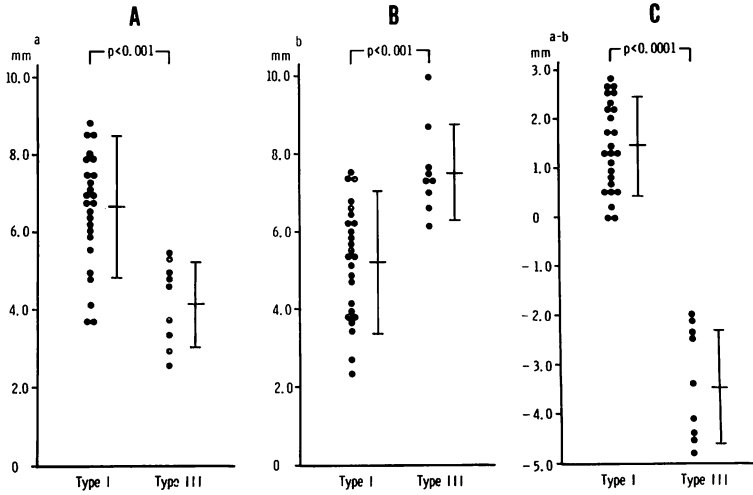 A
a
mm
p<0.001
10.0
8.0
6.0
4.0
2.0
0
Type I
Type III
B
b
mm
p<0.001
10.0
8.0
6.0
4.0
2.0
0
Type I
Type III
C
a-b
mm
p<0.0001
3.0
2.0
1.0
0
-1.0
-2.0
-3.0
-4.0
-5.0
Type I
Type III